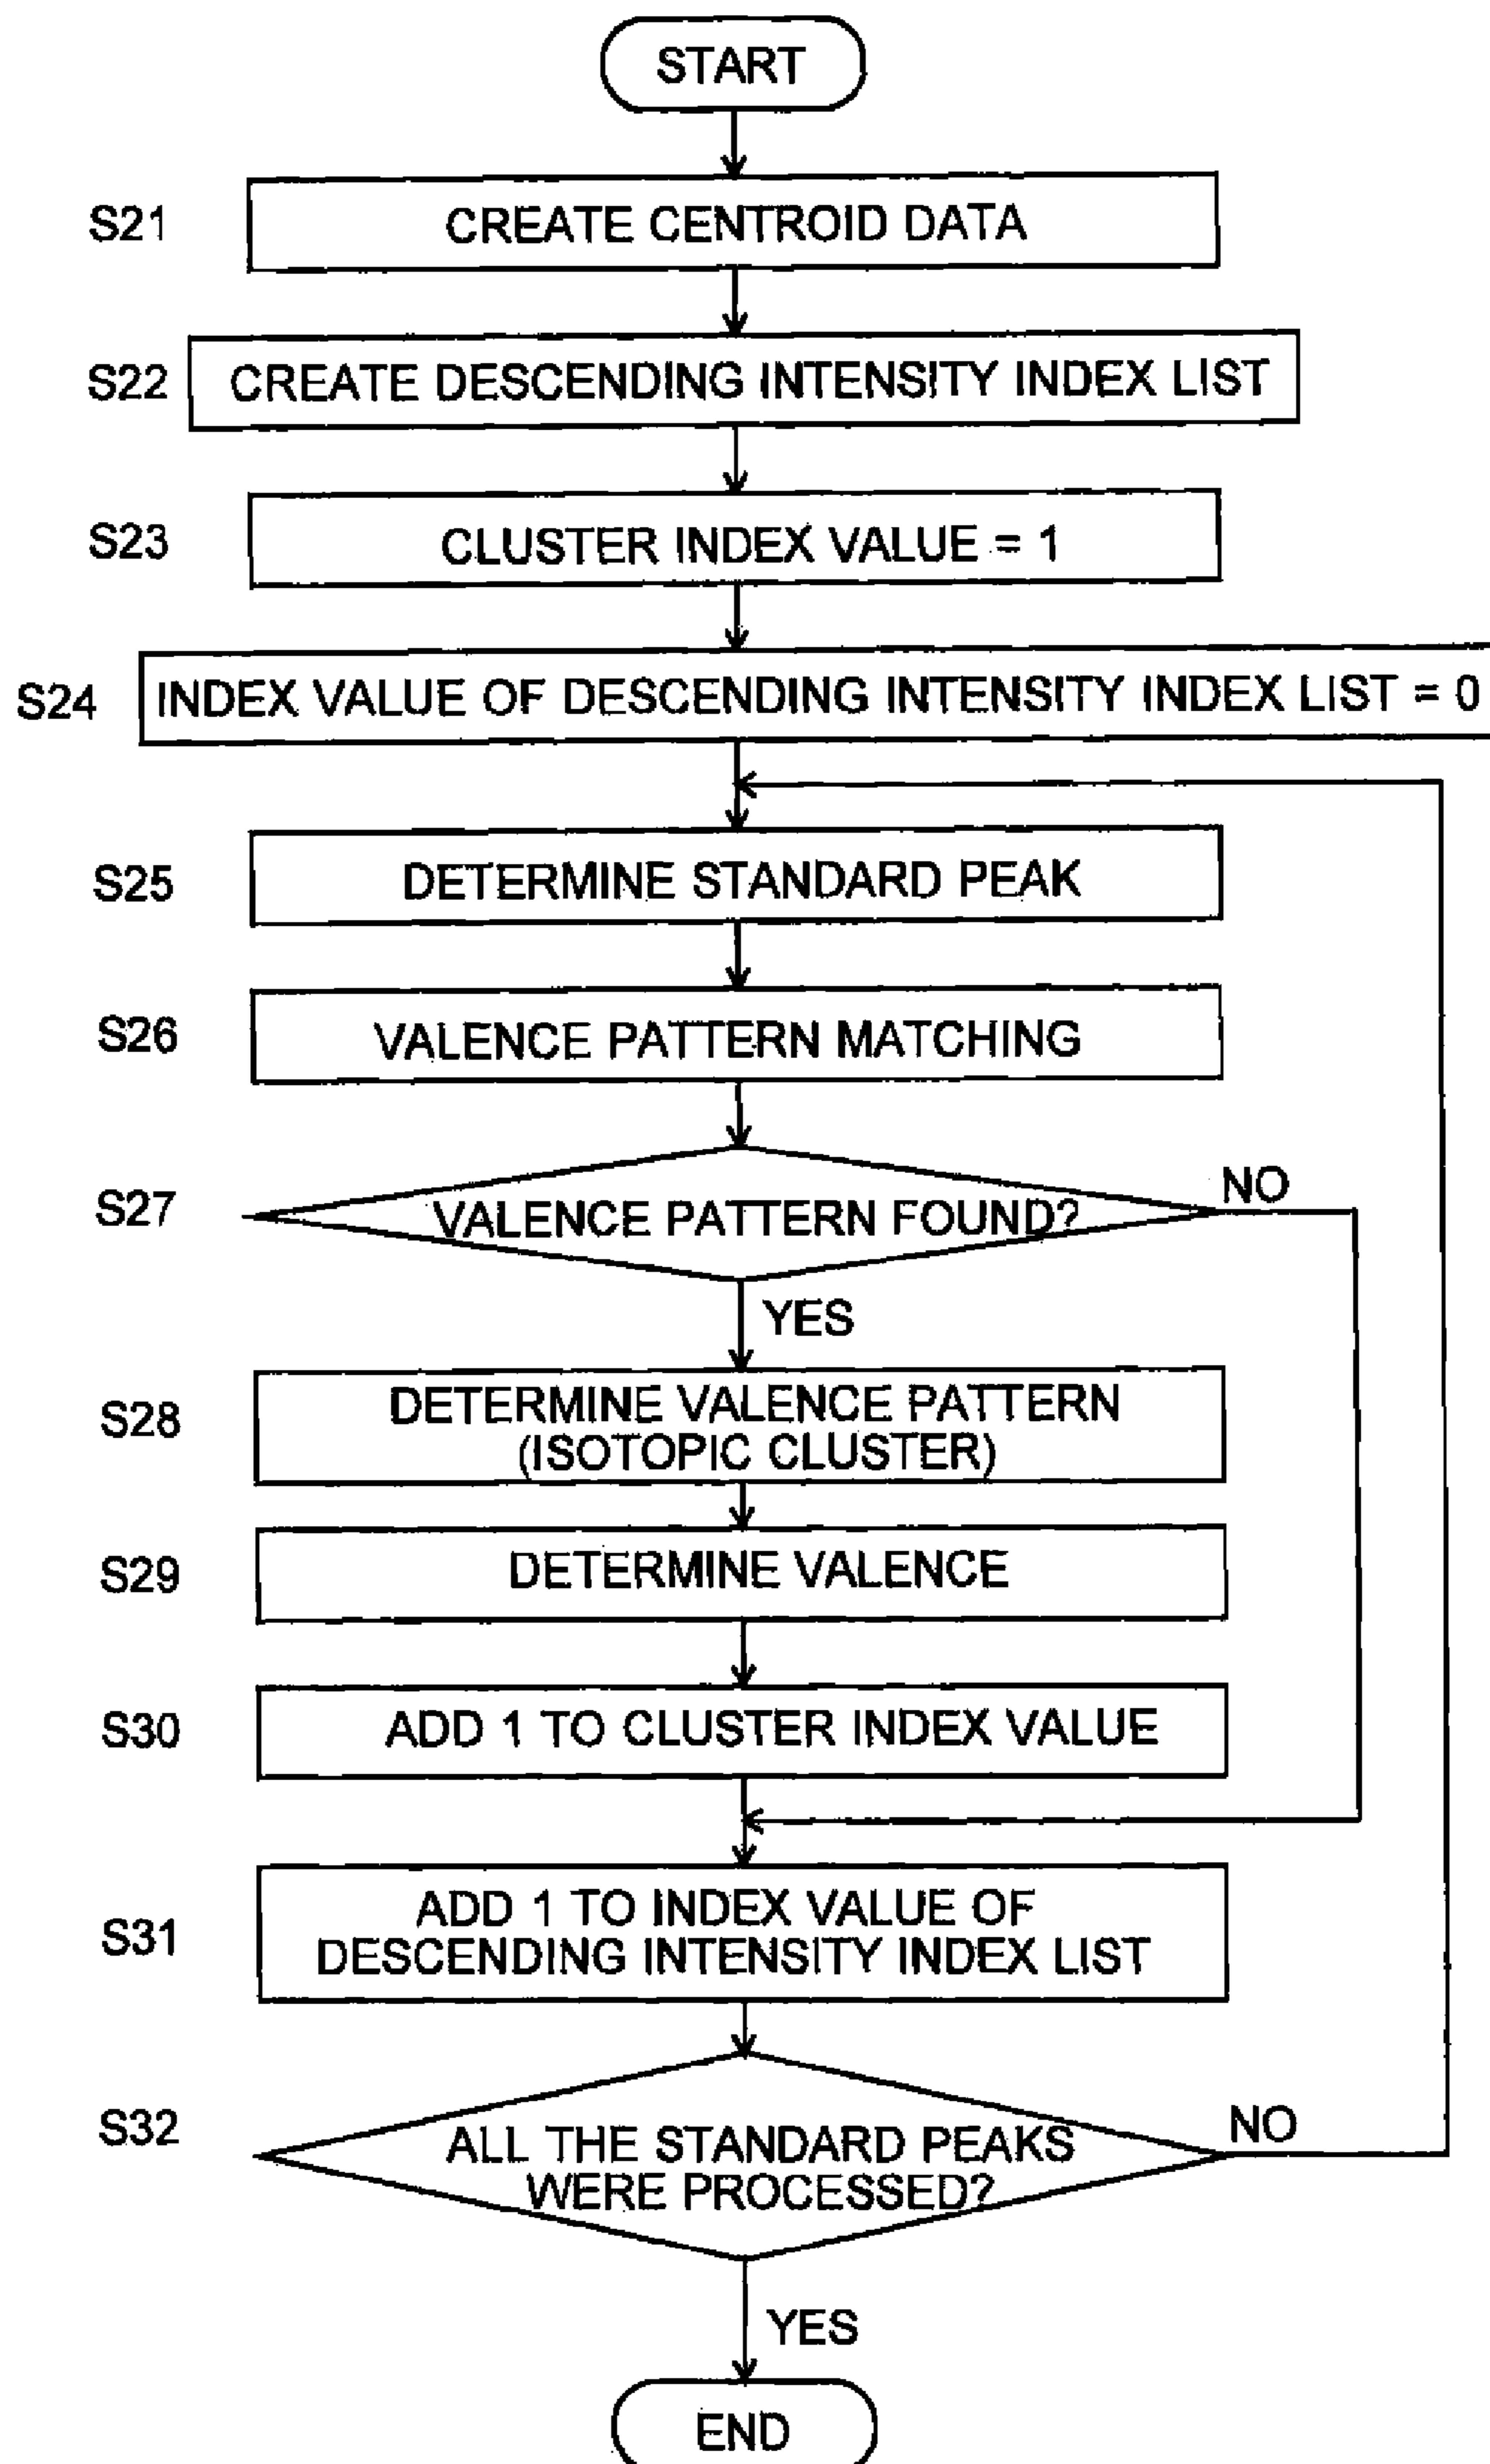 START
S21
CREATE CENTROID DATA
S22
CREATE DESCENDING INTENSITY INDEX LIST
S23
CLUSTER INDEX VALUE = 1
S24
INDEX VALUE OF DESCENDING INTENSITY INDEX LIST = 0
S25
DETERMINE STANDARD PEAK
S26
VALENCE PATTERN MATCHING
S27
VALENCE PATTERN FOUND?
NO
YES
S28
DETERMINE VALENCE PATTERN
(ISOTOPIC CLUSTER)
S29
DETERMINE VALENCE
S30
ADD 1 TO CLUSTER INDEX VALUE
S31
ADD 1 TO INDEX VALUE OF
DESCENDING INTENSITY INDEX LIST
S32
ALL THE STANDARD PEAKS
WERE PROCESSED?
NO
YES
END